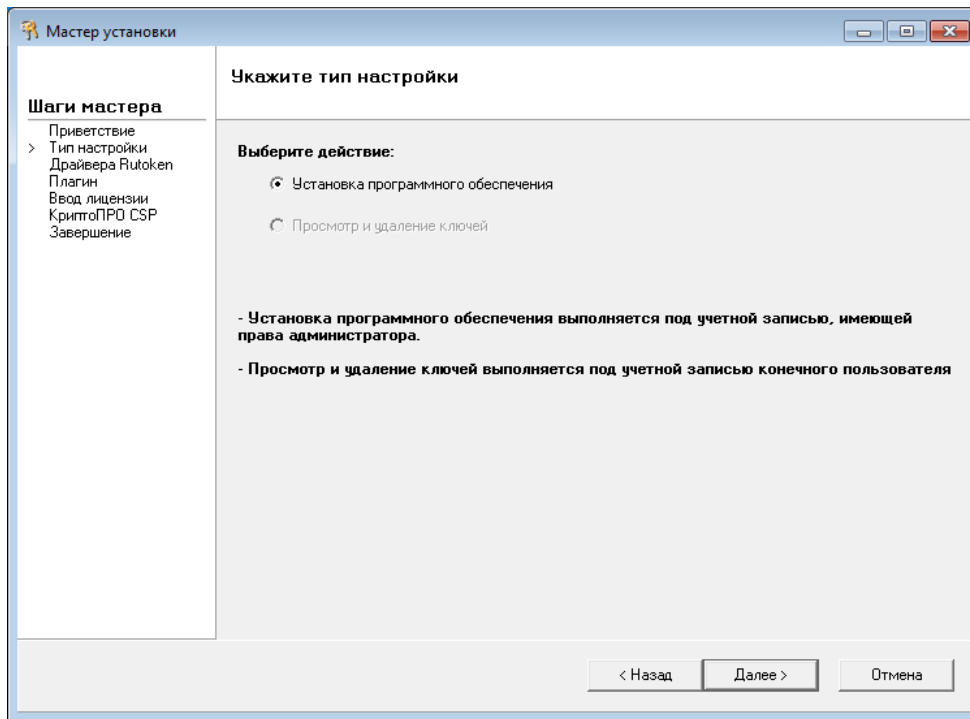 Мастер установки
Укажите тип настройки
Шаги мастера
Приветствие
> Тип настройки
Драйвера Rutoken
Плагин
Ввод лицензии
КриптоПРО CSP
Завершение
Выберите действие:
Установка программного обеспечения
Просмотр и удаление ключей
- Установка программного обеспечения выполняется под учетной записью, имеющей
права администратора.
- Просмотр и удаление ключей выполняется под учетной записью конечного пользователя
< Назад
Далее >
Отмена